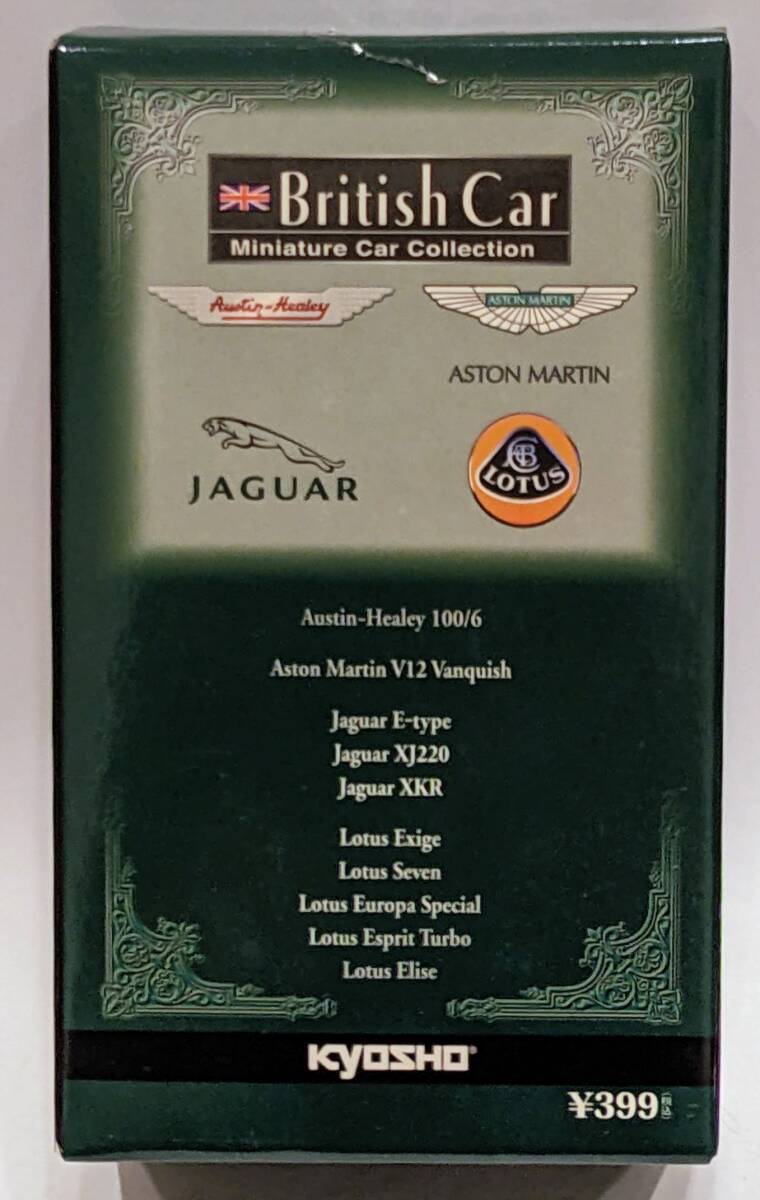 British Car
Miniature Car Collection
Austin-Healey
ASTON MARTIN
ASTON MARTIN
JAGUAR
LOTUS
Austin-Healey 100/6
Aston Martin V12 Vanquish
Jaguar E-type
Jaguar XJ220
Jaguar XKR
Lotus Exige
Lotus Seven
Lotus Europa Special
Lotus Esprit Turbo
Lotus Elise
KYOSHO
¥399